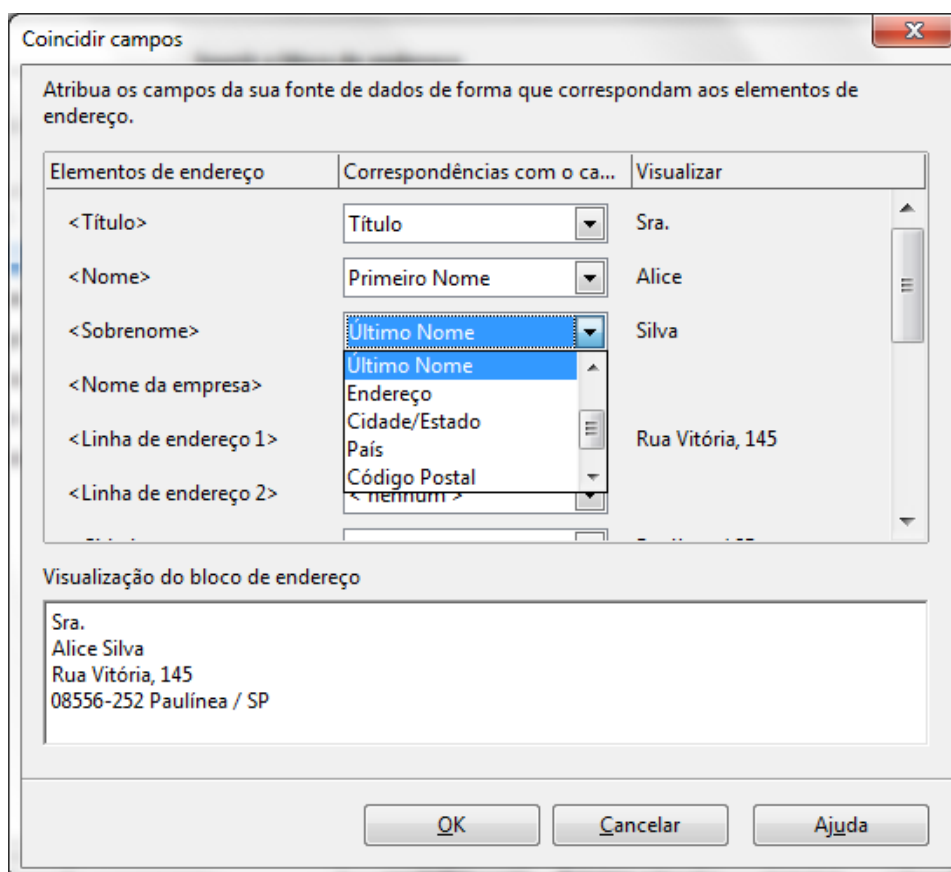 Coincidir campos
Atribua os campos da sua fonte de dados de forma que correspondam aos elementos de
endereço.
Elementos de endereço Correspondências com o ca... Visualizar
<Título> Título Sra.
<Nome> Primeiro Nome Alice
<Sobrenome> Último Nome Silva
Último Nome
<Nome da empresa> Endereço
Cidade/Estado
<Linha de endereço 1> País Rua Vitória, 145
Código Postal
<Linha de endereço 2> < nenhum >
Visualização do bloco de endereço
Sra.
Alice Silva
Rua Vitória, 145
08556-252 Paulínea / SP
OK Cancelar Ajuda